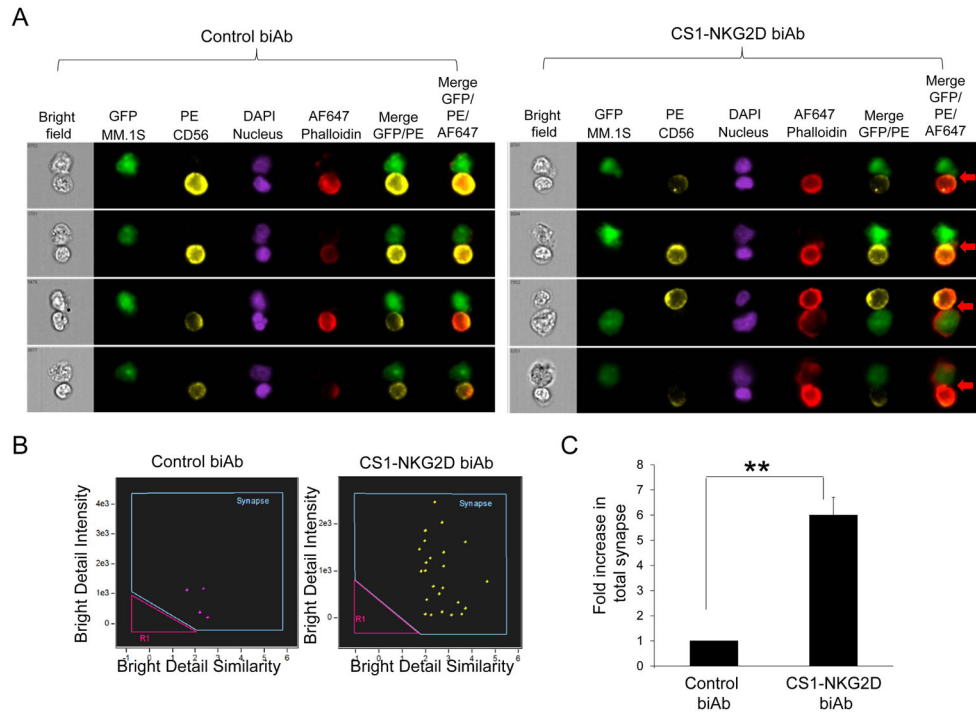 A
Control biAb
CS1-NKG2D biAb
Bright field
GFP MM.1S
PE CD56
DAPI Nucleus
AF647 Phalloidin
Merge GFP/PE
Merge GFP/ PE/ AF647
Bright field
GFP MM.1S
PE CD56
DAPI Nucleus
AF647 Phalloidin
Merge GFP/PE
Merge GFP/ PE/ AF647
B
Control biAb
CS1-NKG2D biAb
Bright Detail Intensity
4e3
3e3
2e3
1e3
0
Synapse
R1
-1 0 1 2 3 4 5 6
Bright Detail Similarity
Bright Detail Intensity
2e3
1e3
0
Synapse
R1
-1 0 1 2 3 4 5 6
Bright Detail Similarity
C
Fold increase in
total synapse
8
7
6
5
4
3
2
1
0
**
Control
biAb
CS1-NKG2D
biAb